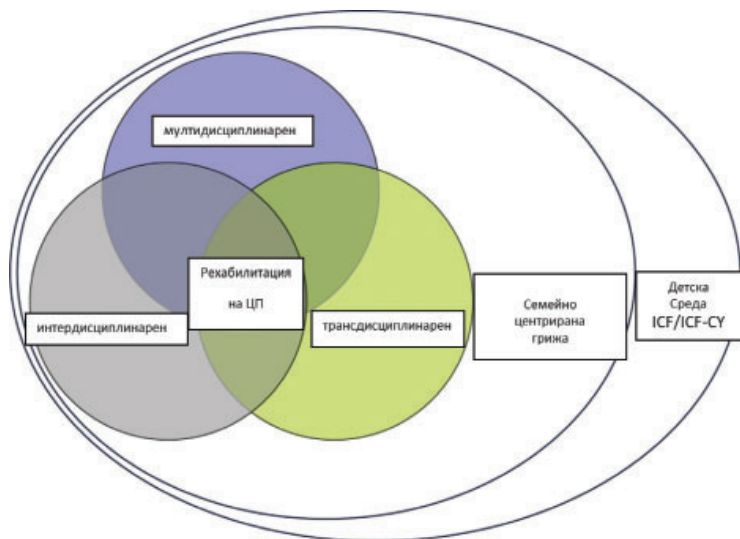 мултидисциплинарен
Рехабилитация
на ЦП
интердисциплинарен
трансдисциплинарен
Семейно
центрирана
грижа
Детска
Среда
ICF/ICF-CY